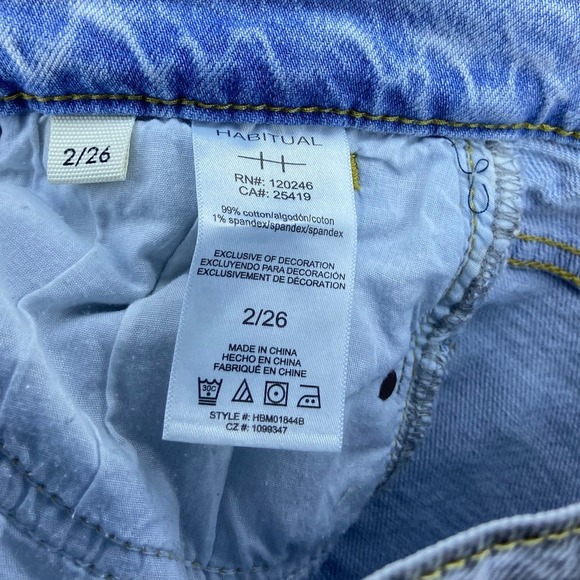 2/26
HABITUAL
RN#: 120246
CA#: 25419
99% cotton/algodón/coton
1% spandex/spandex/spandex
EXCLUSIVE OF DECORATION
EXCLUYENDO PARA DECORACIÓN
EXCLUSIVEMENT DE DÉCORATION
2/26
MADE IN CHINA
HECHO EN CHINA
FABRIQUÉ EN CHINE
30C
STYLE #: HBM01844B
CZ #: 1099347